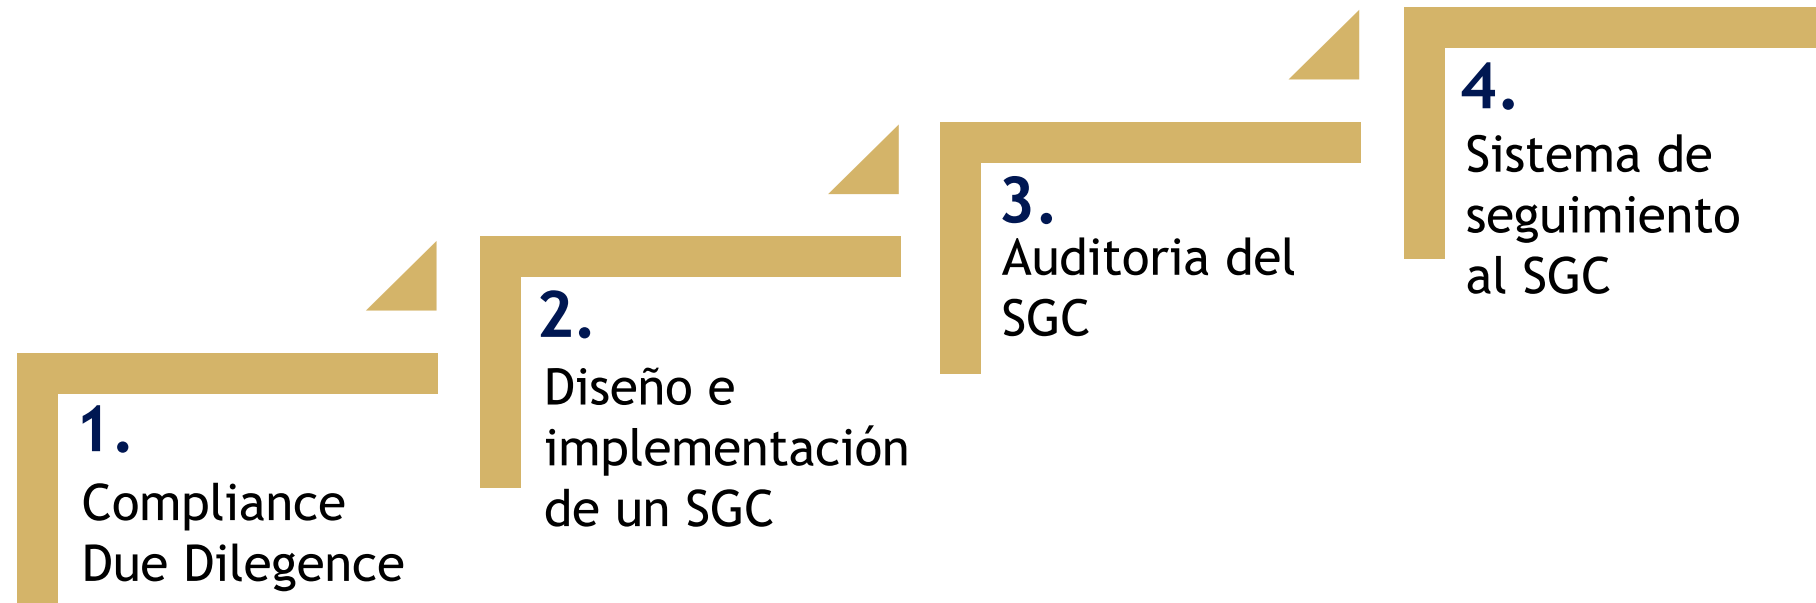 1.
Compliance
Due Dilegence
2.
Diseño e
implementación
de un SGC
3.
Auditoria del
SGC
4.
Sistema de
seguimiento
al SGC